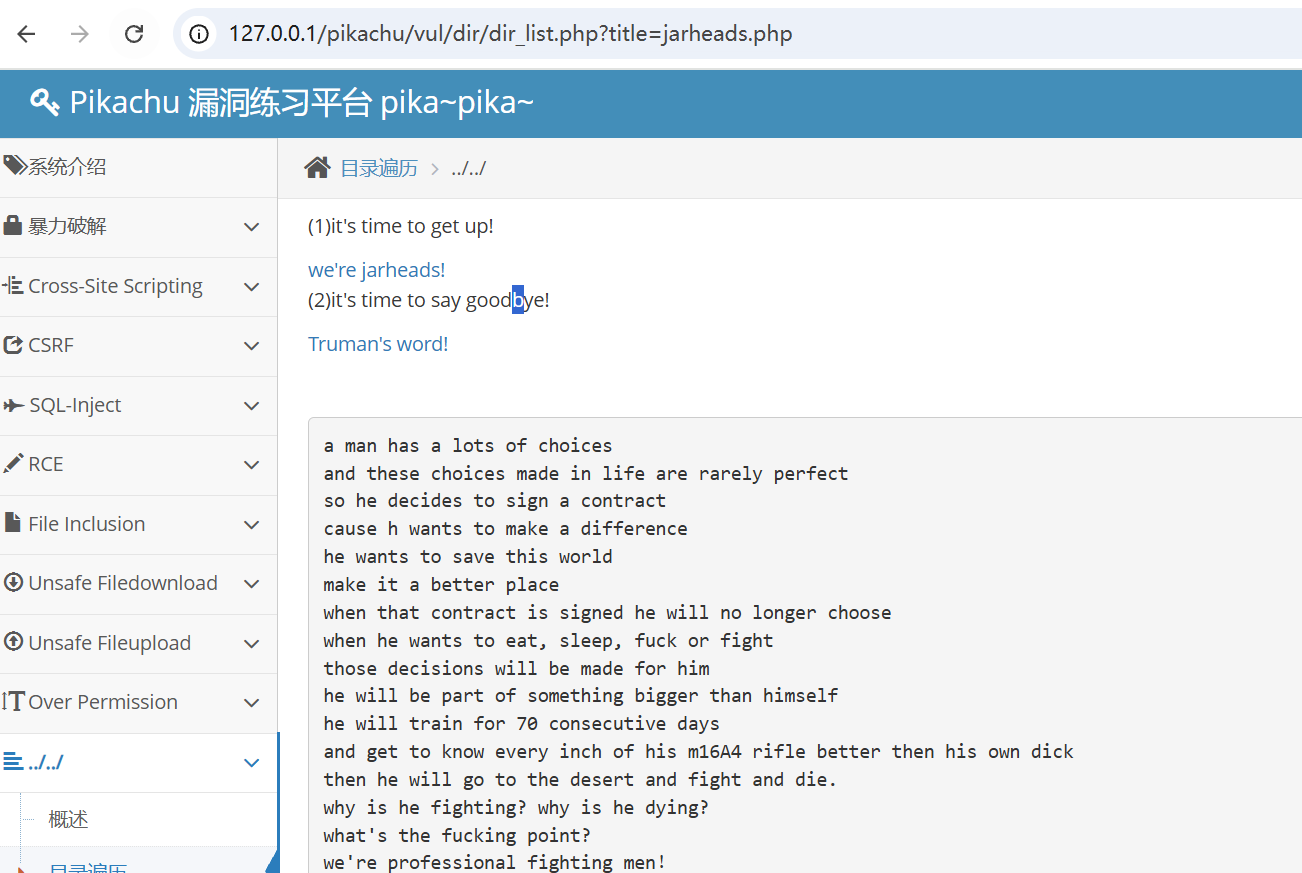 127.0.0.1/pikachu/vul/dir/dir_list.php?title=jarheads.php
Pikachu 漏洞练习平台 pika~pika~
系统介绍
暴力破解
Cross-Site Scripting
CSRF
SQL-Inject
RCE
File Inclusion
Unsafe Filedownload
Unsafe Fileupload
Over Permission
../../
概述
目录遍历
目录遍历 > ../../
(1)it's time to get up!
we're jarheads!
(2)it's time to say goodbye!
Truman's word!
a man has a lots of choices
and these choices made in life are rarely perfect
so he decides to sign a contract
cause h wants to make a difference
he wants to save this world
make it a better place
when that contract is signed he will no longer choose
when he wants to eat, sleep, fuck or fight
those decisions will be made for him
he will be part of something bigger than himself
he will train for 70 consecutive days
and get to know every inch of his m16A4 rifle better then his own dick
then he will go to the desert and fight and die.
why is he fighting? why is he dying?
what's the fucking point?
we're professional fighting men!